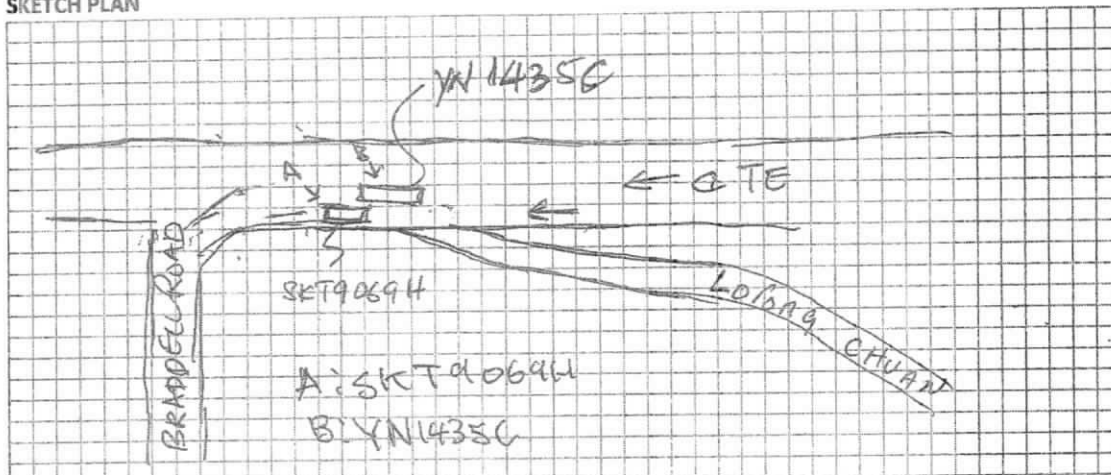 SKETCH PLAN
YN1435C
A
B
← CTE
←
BRADDELL ROAD
SKT9069H
LORONG CHUAN
A: SKT9069H
B: YN1435C